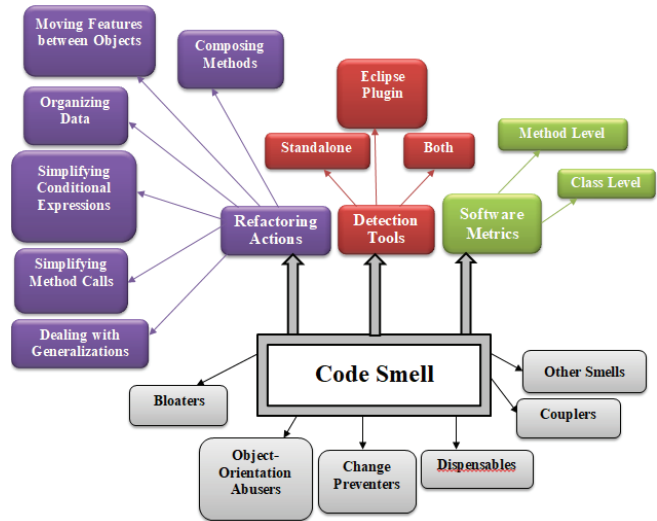 Moving Features
between Objects
Composing
Methods
Eclipse
Plugin
Organizing
Data
Standalone
Both
Method Level
Simplifying
Conditional
Expressions
Class Level
Refactoring
Actions
Detection
Tools
Software
Metrics
Simplifying
Method Calls
Dealing with
Generalizations
Code Smell
Other Smells
Bloaters
Couplers
Object-
Orientation
Abusers
Change
Preventers
Dispensables